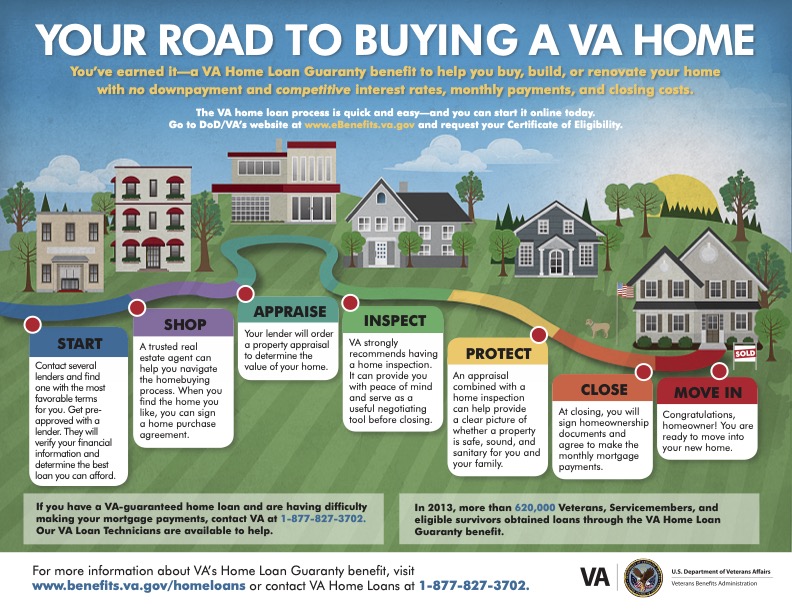 YOUR ROAD TO BUYING A VA HOME
You've earned it—a VA Home Loan Guaranty benefit to help you buy, build, or renovate your home
with no downpayment and competitive interest rates, monthly payments, and closing costs.
The VA home loan process is quick and easy—and you can start it online today.
Go to DoD/VA's website at www.eBenefits.va.gov and request your Certificate of Eligibility.
START
Contact several
lenders and find
one with the most
favorable terms
for you. Get pre-
approved with a
lender. They will
verify your financial
information and
determine the best
loan you can afford.
SHOP
A trusted real
estate agent can
help you navigate
the homebuying
process. When you
find the home you
like, you can sign
a home purchase
agreement.
APPRAISE
Your lender will order
a property appraisal
to determine the
value of your home.
INSPECT
VA strongly
recommends having
a home inspection.
It can provide you
with peace of mind
and serve as a
useful negotiating
tool before closing.
PROTECT
An appraisal
combined with a
home inspection
can help provide
a clear picture of
whether a property
is safe, sound, and
sanitary for you and
your family.
CLOSE
At closing, you will
sign homeownership
documents and
agree to make the
monthly mortgage
payments.
SOLD
MOVE IN
Congratulations,
homeowner! You are
ready to move into
your new home.
If you have a VA-guaranteed home loan and are having difficulty
making your mortgage payments, contact VA at 1-877-827-3702.
Our VA Loan Technicians are available to help.
In 2013, more than 620,000 Veterans, Servicemembers, and
eligible survivors obtained loans through the VA Home Loan
Guaranty benefit.
For more information about VA's Home Loan Guaranty benefit, visit
www.benefits.va.gov/homeloans or contact VA Home Loans at 1-877-827-3702.
VA
U.S. Department of Veterans Affairs
Veterans Benefits Administration